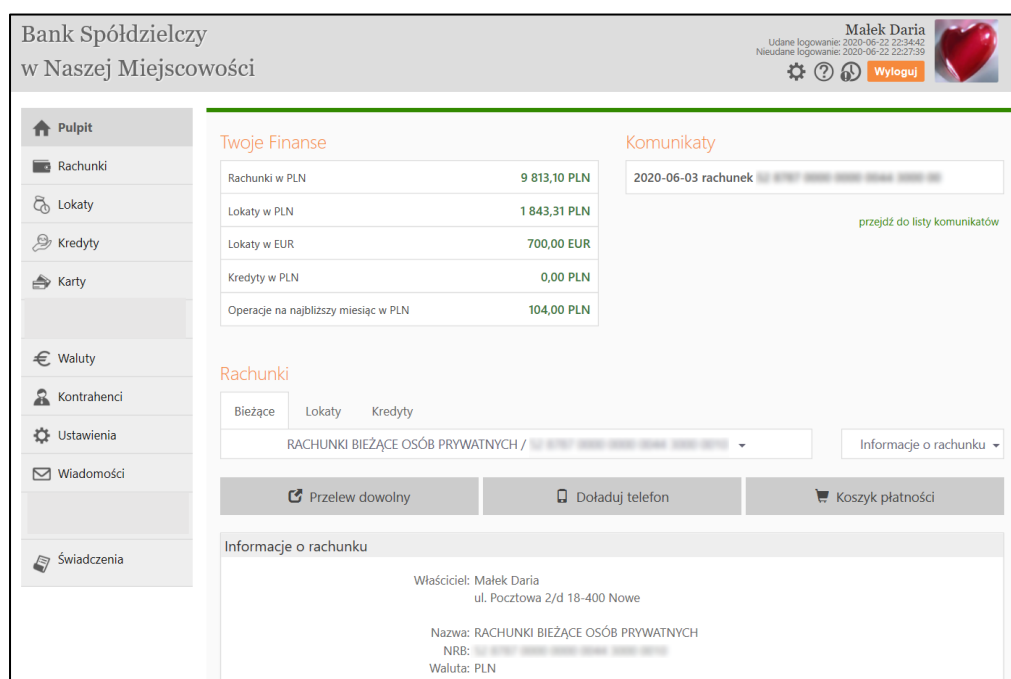 Bank Spółdzielczy
w Naszej Miejscowości
Małek Daria
Udane logowanie: 2020-06-22 22:34:42
Nieudane logowanie: 2020-06-22 22:27:39
Wyloguj
Pulpit
Rachunki
Lokaty
Kredyty
Karty
Waluty
Kontrahenci
Ustawienia
Wiadomości
Świadczenia
Twoje Finanse
Rachunki w PLN 9 813,10 PLN
Lokaty w PLN 1 843,31 PLN
Lokaty w EUR 700,00 EUR
Kredyty w PLN 0,00 PLN
Operacje na najbliższy miesiąc w PLN 104,00 PLN
Komunikaty
2020-06-03 rachunek
przejdź do listy komunikatów
Rachunki
Bieżące Lokaty Kredyty
RACHUNKI BIEŻĄCE OSÓB PRYWATNYCH /
Informacje o rachunku
Przelew dowolny Doładuj telefon Koszyk płatności
Informacje o rachunku
Właściciel: Małek Daria
ul. Pocztowa 2/d 18-400 Nowe
Nazwa: RACHUNKI BIEŻĄCE OSÓB PRYWATNYCH
NRB:
Waluta: PLN